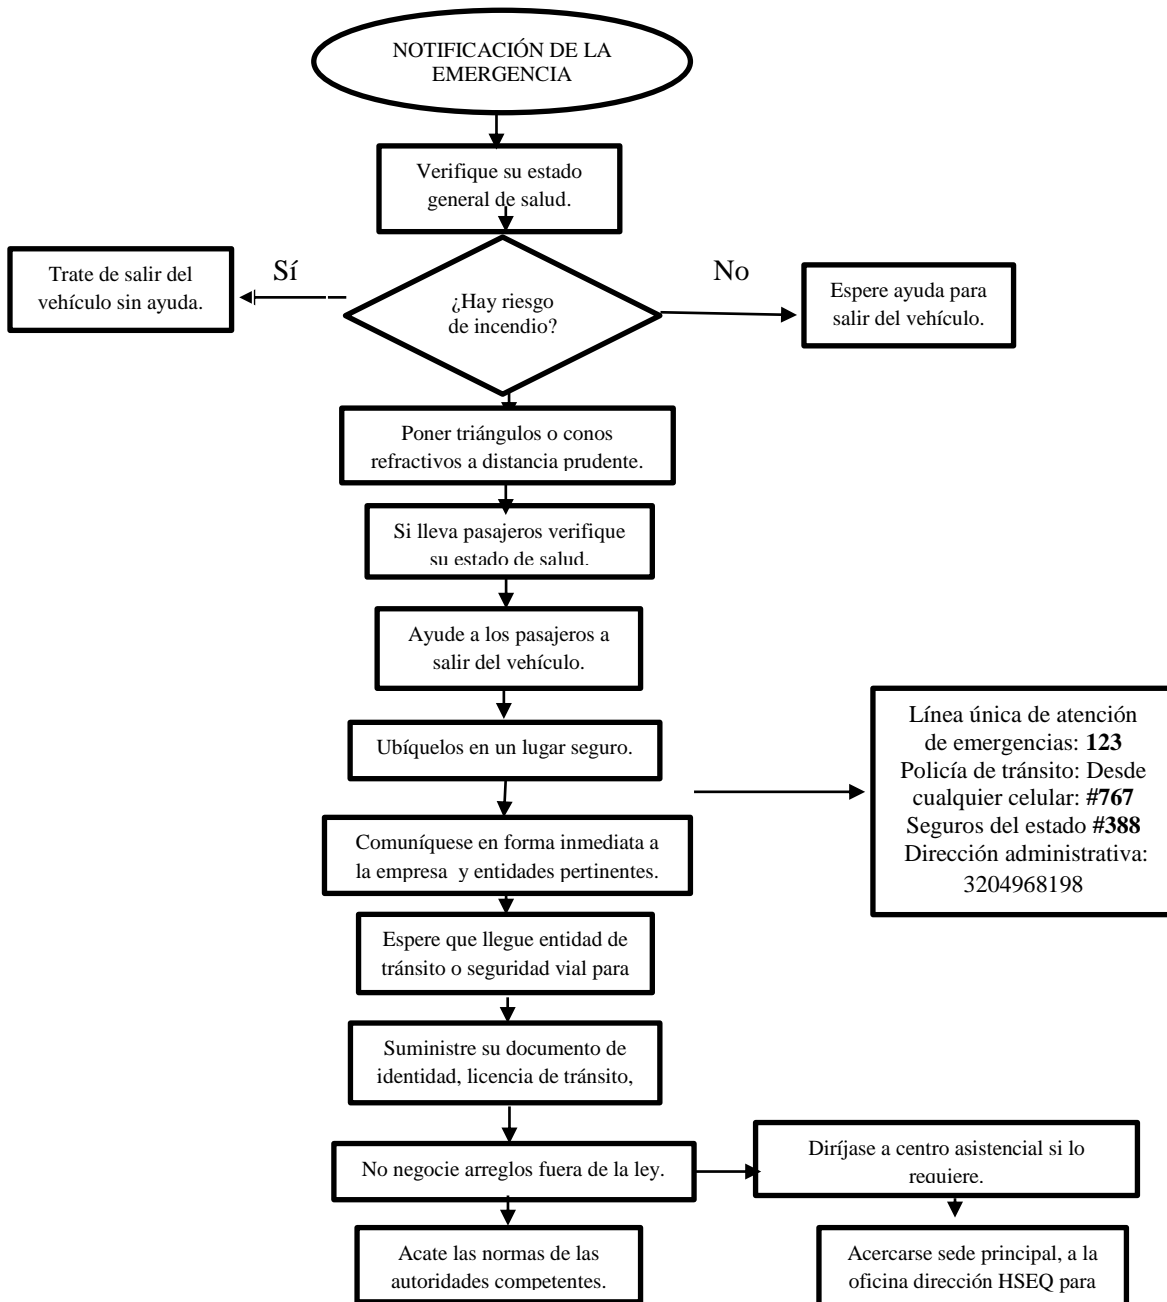 NOTIFICACIÓN DE LA
EMERGENCIA
Verifique su estado
general de salud.
Trate de salir del
vehículo sin ayuda.
Sí
¿Hay riesgo
de incendio?
No
Espere ayuda para
salir del vehículo.
Poner triángulos o conos
refractivos a distancia prudente.
Si lleva pasajeros verifique
su estado de salud.
Ayude a los pasajeros a
salir del vehículo.
Ubíquelos en un lugar seguro.
Línea única de atención
de emergencias: 123
Policía de tránsito: Desde
cualquier celular: #767
Seguros del estado #388
Dirección administrativa:
3204968198
Comuníquese en forma inmediata a
la empresa y entidades pertinentes.
Espere que llegue entidad de
tránsito o seguridad vial para
Suministre su documento de
identidad, licencia de tránsito,
No negocie arreglos fuera de la ley.
Diríjase a centro asistencial si lo
requiere.
Acate las normas de las
autoridades competentes.
Acercarse sede principal, a la
oficina dirección HSEQ para